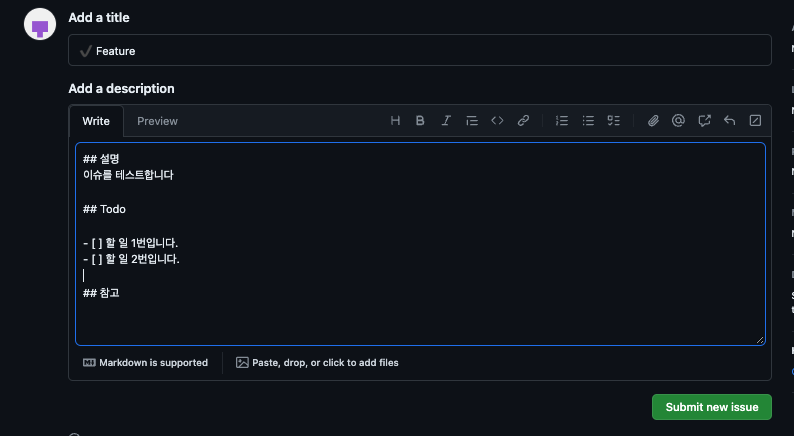 Add a title
✔️ Feature
Add a description
Write Preview
## 설명
이슈를 테스트합니다
## Todo
- [ ] 할 일 1번입니다.
- [ ] 할 일 2번입니다.
## 참고
Markdown is supported
Paste, drop, or click to add files
Submit new issue